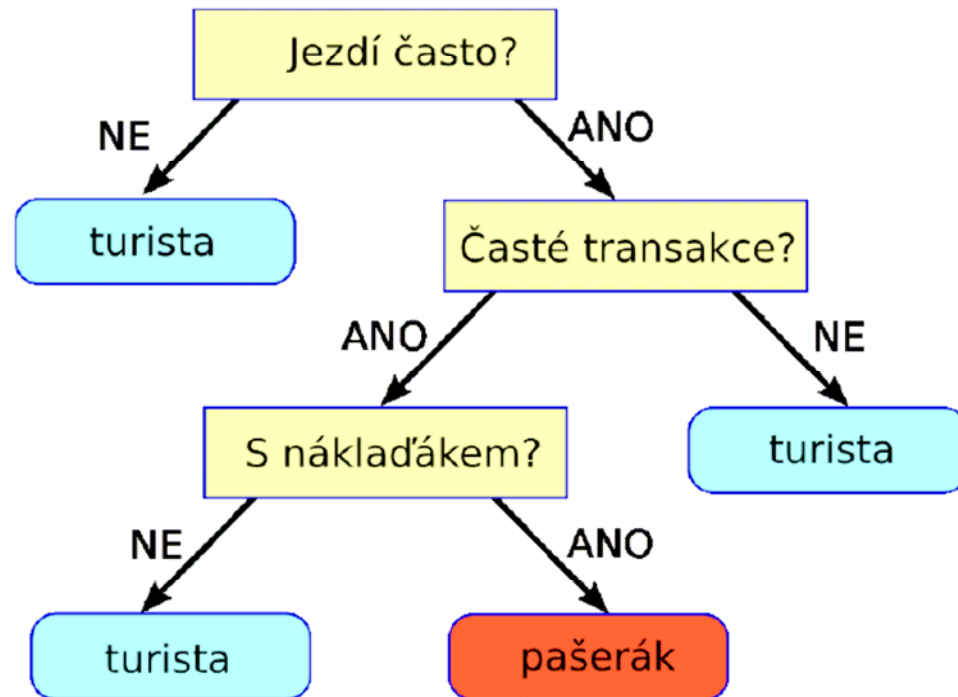 Jezdí často?
NE
ANO
turista
Časté transakce?
ANO
NE
S náklaďákem?
turista
NE
ANO
turista
pašerák